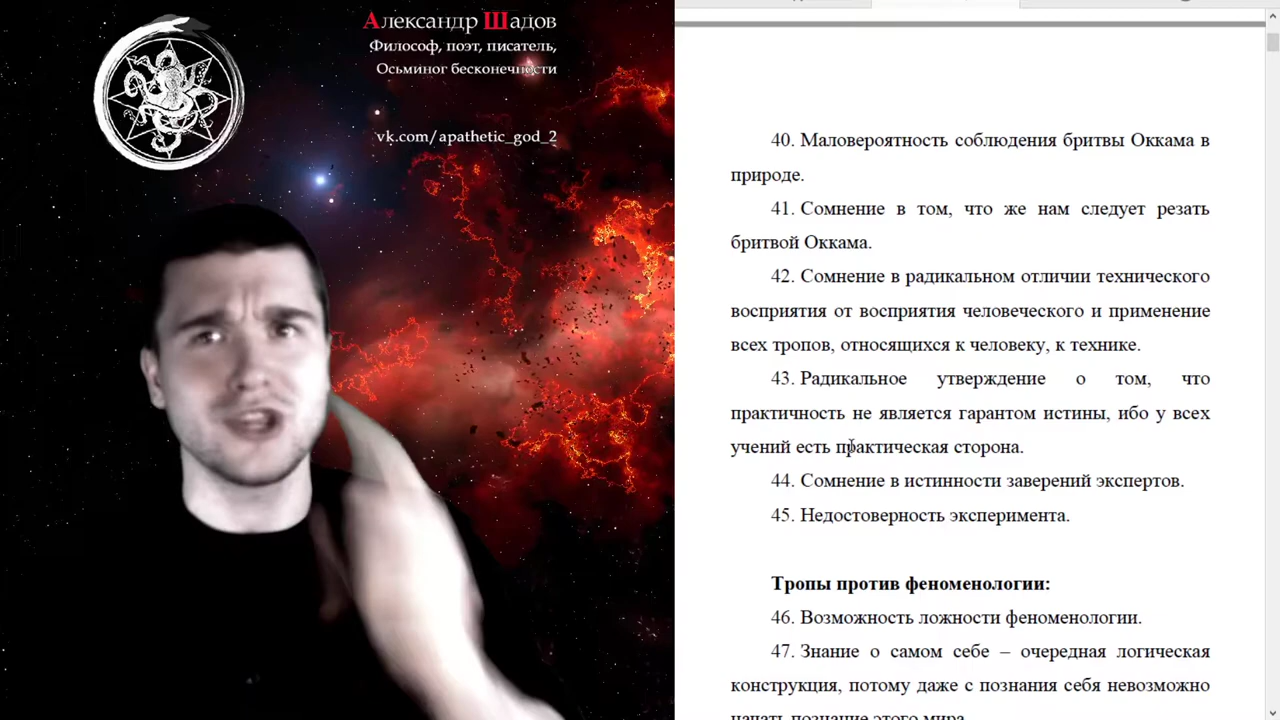 Александр Шадов
Философ, поэт, писатель,
Осьминог бесконечности
vk.com/apathetic_god_2
40. Маловероятность соблюдения бритвы Оккама в
природе.
41. Сомнение в том, что же нам следует резать
бритвой Оккама.
42. Сомнение в радикальном отличии технического
восприятия от восприятия человеческого и применение
всех тропов, относящихся к человеку, к технике.
43. Радикальное утверждение о том, что
практичность не является гарантом истины, ибо у всех
учений есть практическая сторона.
44. Сомнение в истинности заверений экспертов.
45. Недостоверность эксперимента.
Тропы против феноменологии:
46. Возможность ложности феноменологии.
47. Знание о самом себе – очередная логическая
конструкция, потому даже с познания себя невозможно
начать познание этого мира.